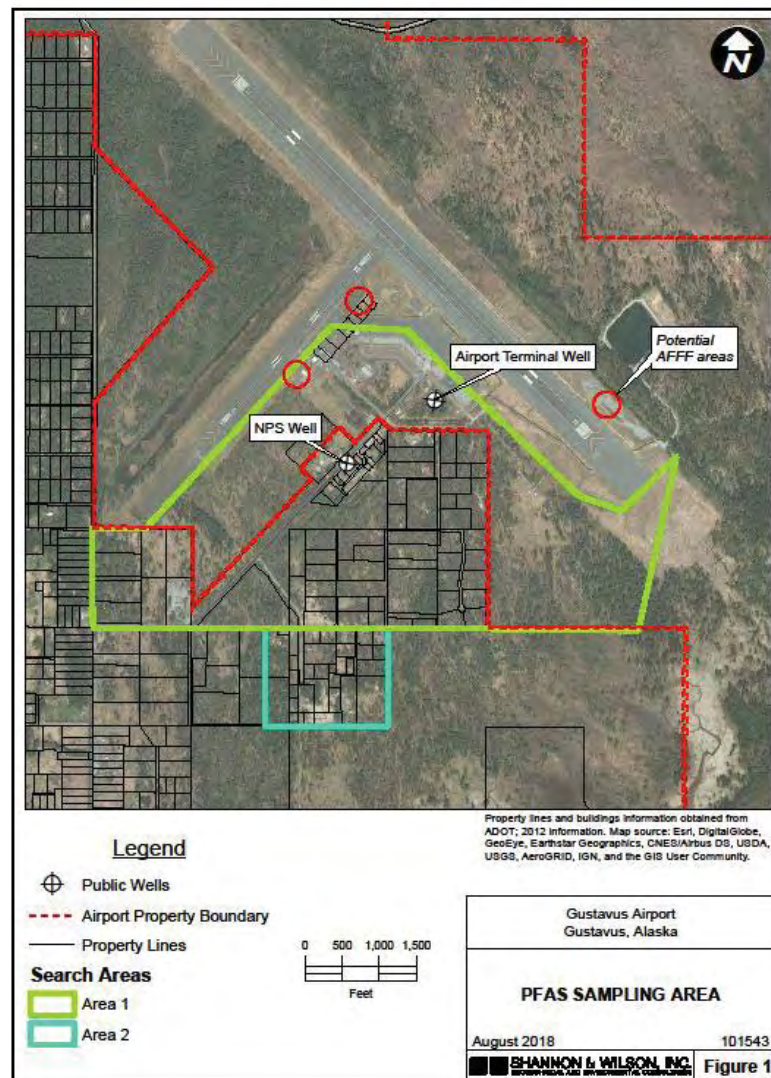 N
Potential
AFFF areas
Airport Terminal Well
NPS Well
Property lines and buildings information obtained from
ADOT; 2012 information. Map source: Esri, DigitalGlobe,
GeoEye, Earthstar Geographics, CNES/Airbus DS, USDA,
USGS, AeroGRID, IGN, and the GIS User Community.
Legend
Public Wells
Airport Property Boundary
Property Lines
Search Areas
Area 1
Area 2
0 500 1,000 1,500
Feet
Gustavus Airport
Gustavus, Alaska
PFAS SAMPLING AREA
August 2018 101543
SHANNON & WILSON, INC.
Figure 1